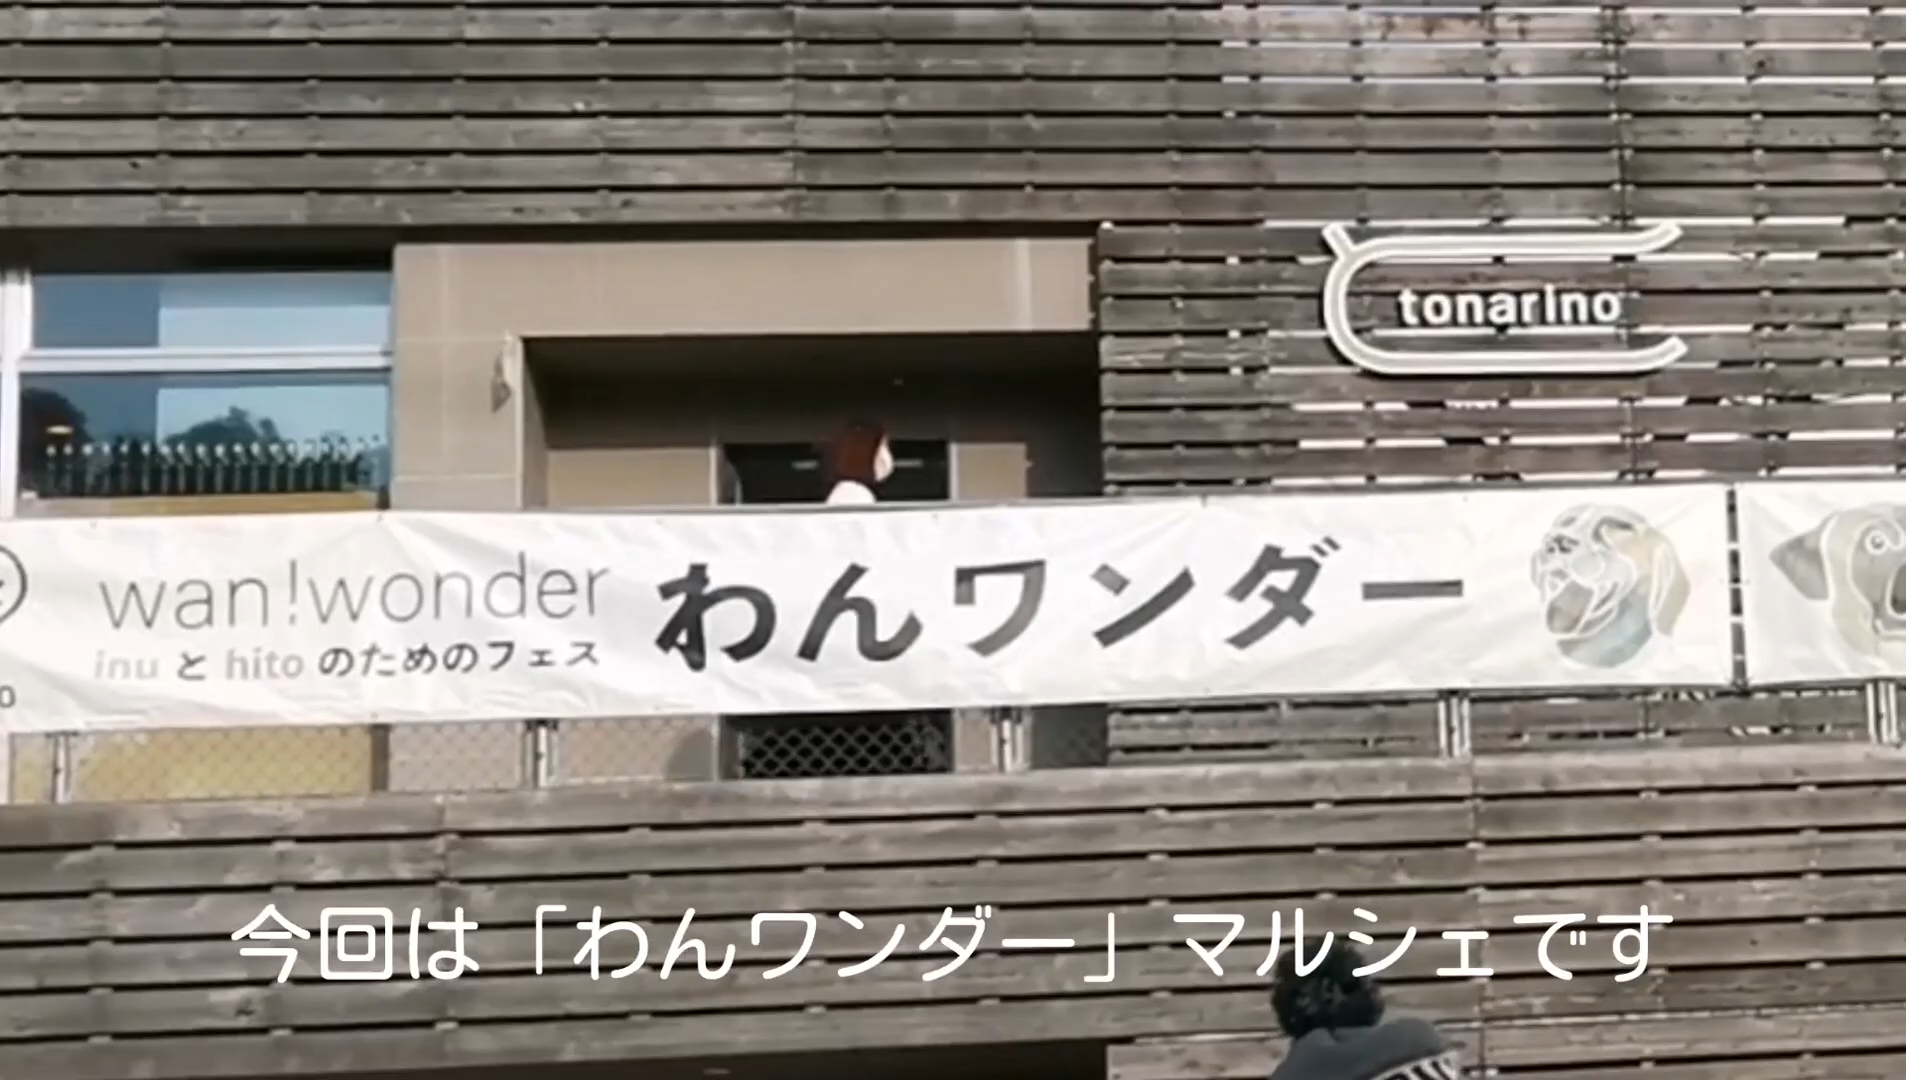 tonarino
wan!wonder
inu と hito のためのフェス
わんワンダー
今回は「わんワンダー」マルシェです